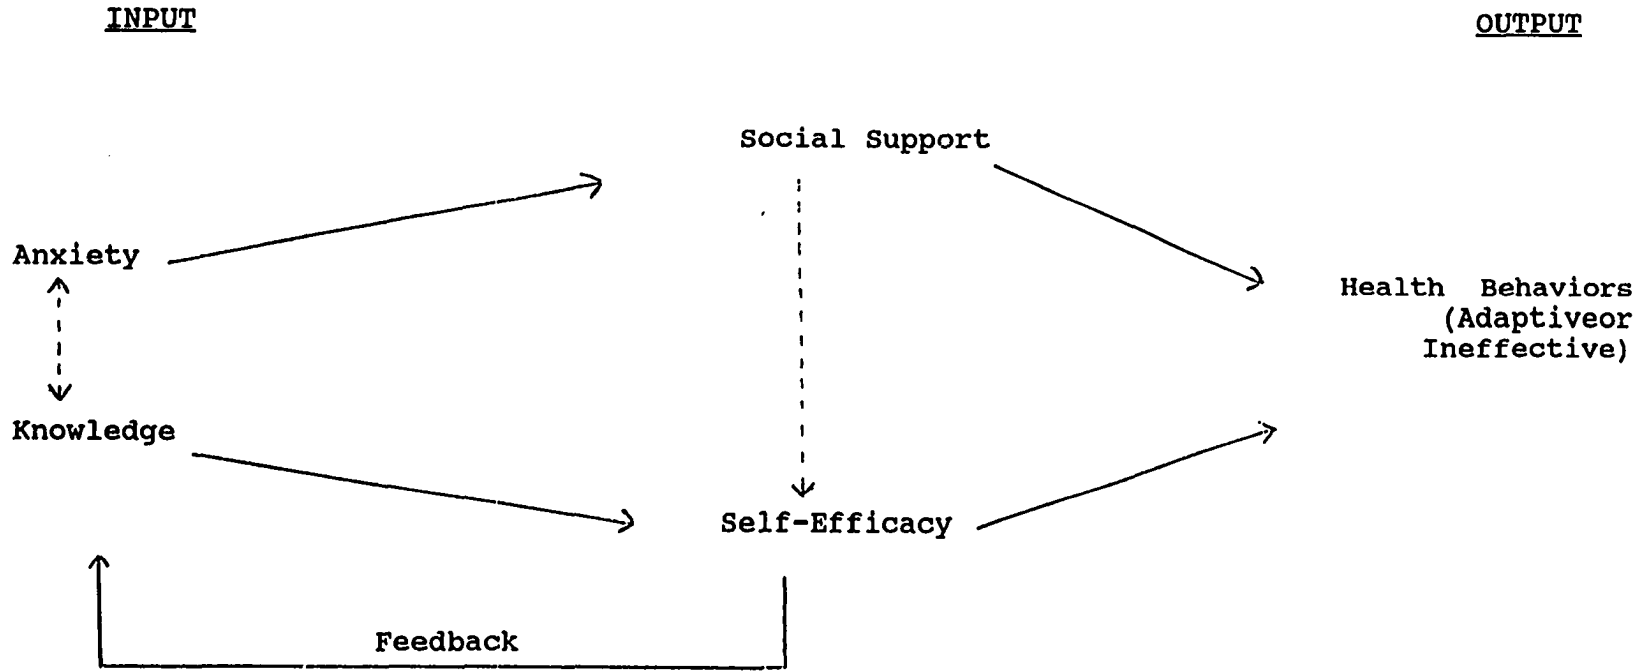 INPUT
OUTPUT
Social Support
Anxiety
Health Behaviors
(Adaptiveor
Ineffective)
Knowledge
Self-Efficacy
Feedback